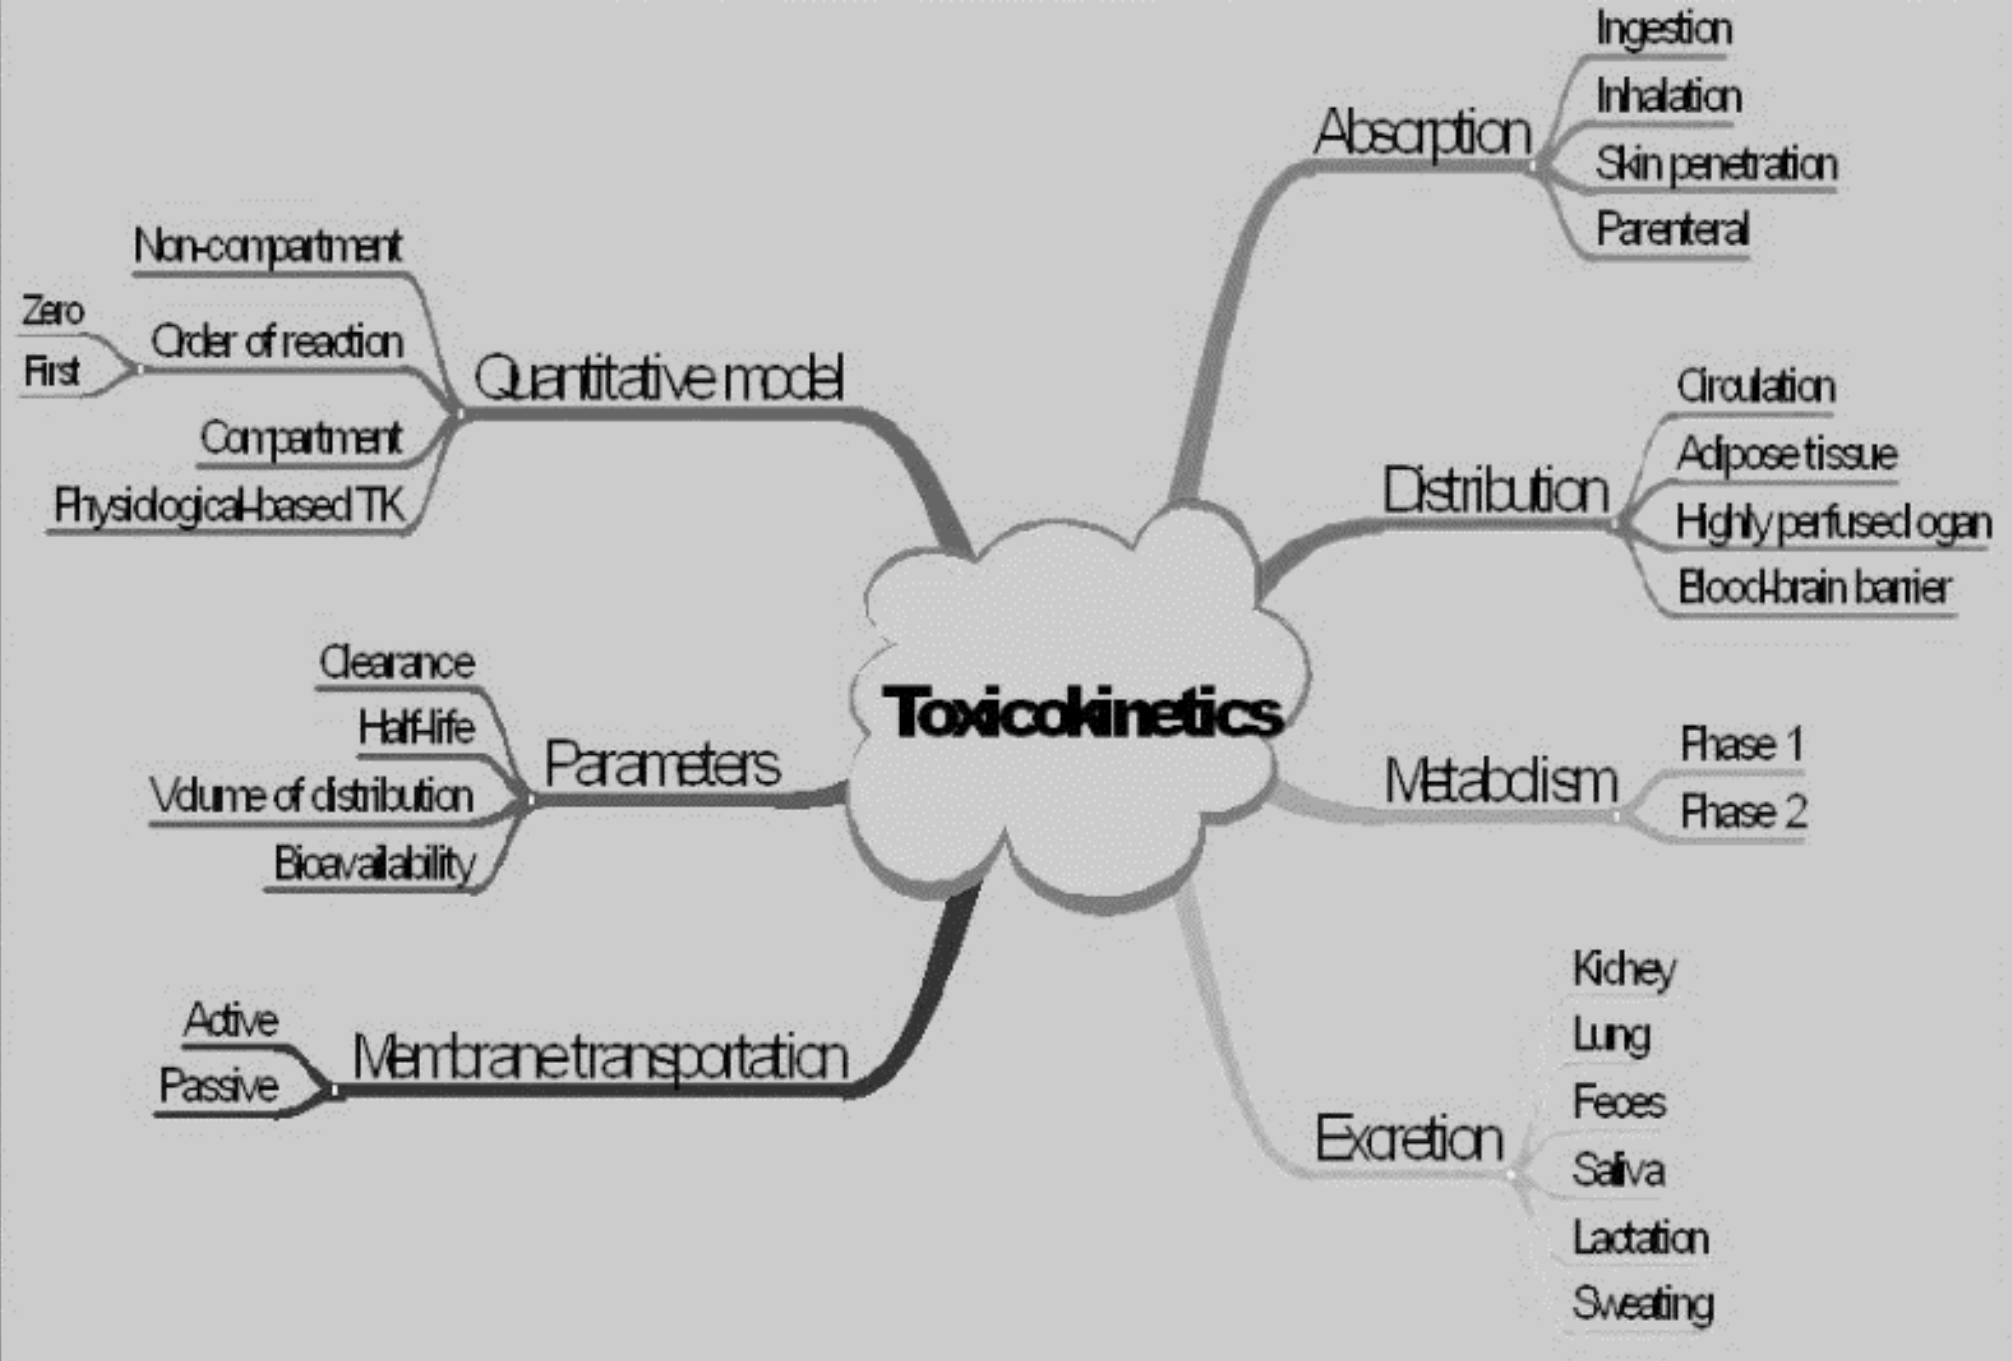 Ingestion
Inhalation
Absorption
Skin penetration
Parenteral
Non-compartment
Zero
Order of reaction
First
Quantitative model
Compartment
Physiological-based TK
Circulation
Adipose tissue
Distribution
Highly perfused ogan
Blood-brain barrier
Toxicokinetics
Clearance
Half-life
Parameters
Volume of distribution
Bioavailability
Phase 1
Metabolism
Phase 2
Active
Membrane transportation
Passive
Kidney
Lung
Feces
Excretion
Saliva
Lactation
Sweating